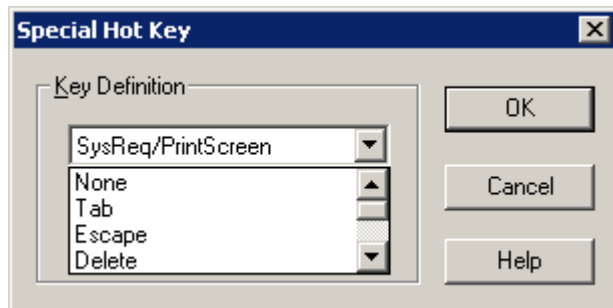 Special Hot Key
Key Definition
SysReq/PrintScreen
None
Tab
Escape
Delete
OK
Cancel
Help